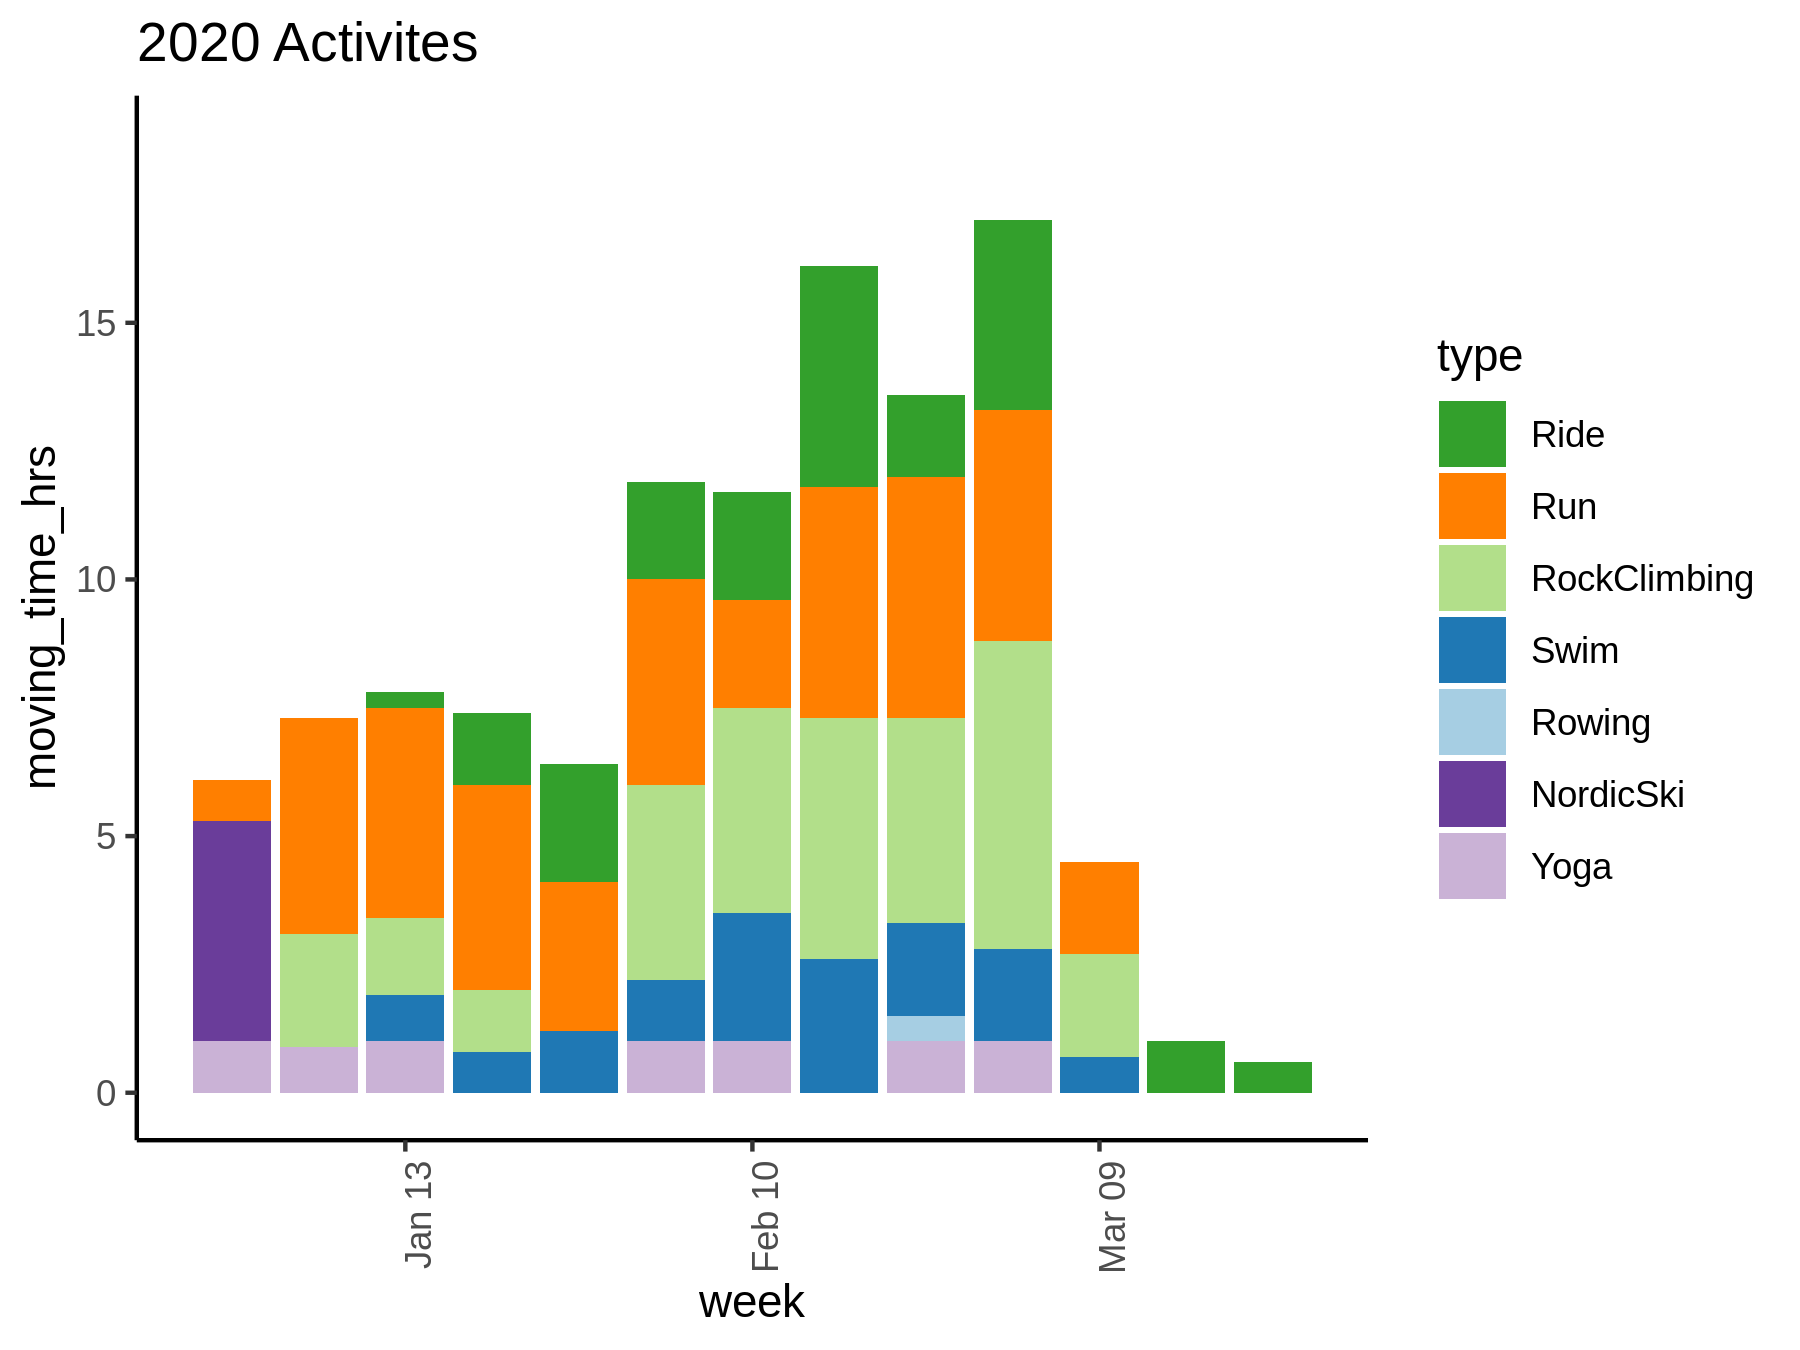 2020 Activites
moving_time_hrs
15
10
5
0
Jan 13
Feb 10
Mar 09
week
type
Ride
Run
RockClimbing
Swim
Rowing
NordicSki
Yoga